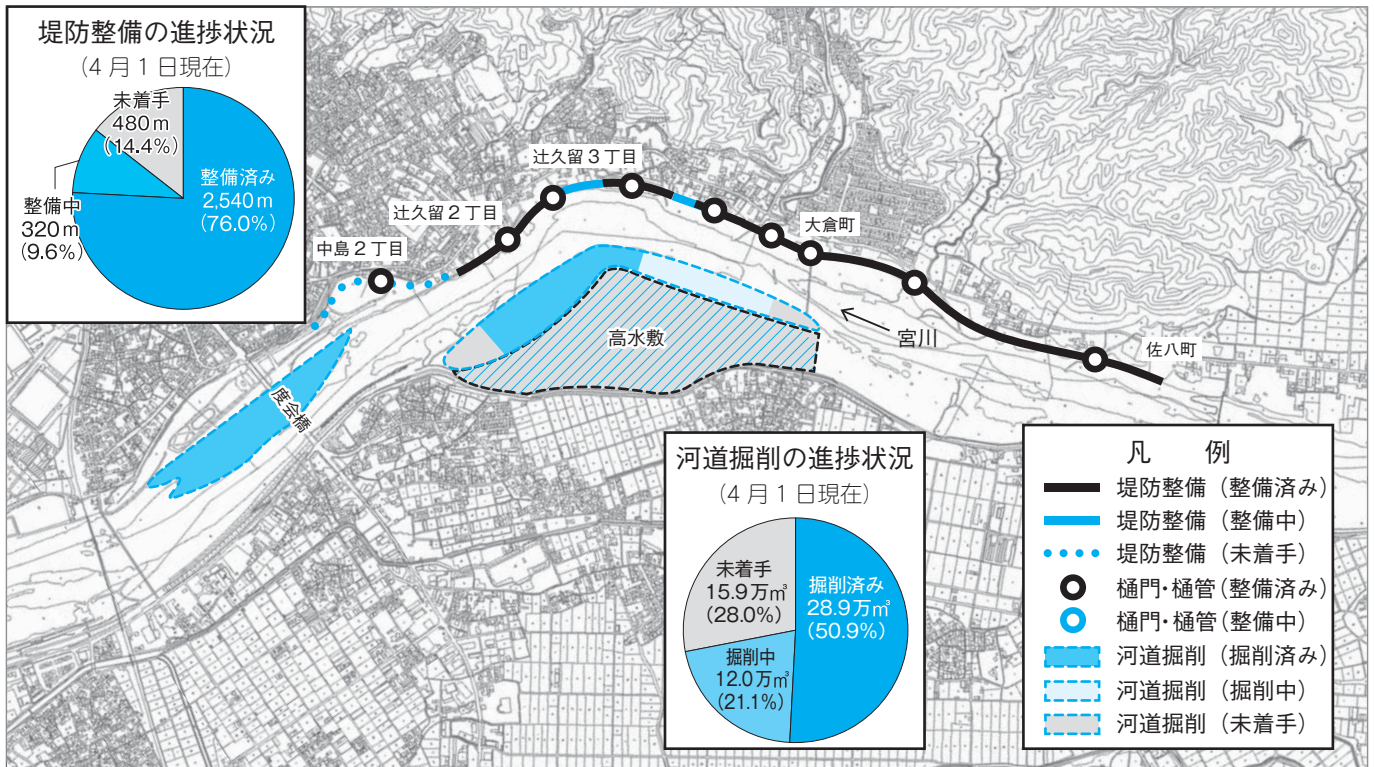 堤防整備の進捗状況
(4月1日現在)
未着手
480m
(14.4%)
整備済み
2,540m
(76.0%)
整備中
320m
(9.6%)
辻久留3丁目
辻久留2丁目
中島2丁目
大倉町
高水敷
宮川
佐八町
度会橋
河道掘削の進捗状況
(4月1日現在)
未着手
15.9万㎥
(28.0%)
掘削済み
28.9万㎥
(50.9%)
掘削中
12.0万㎥
(21.1%)
凡 例
堤防整備(整備済み)
堤防整備(整備中)
堤防整備(未着手)
樋門・樋管(整備済み)
樋門・樋管(整備中)
河道掘削(掘削済み)
河道掘削(掘削中)
河道掘削(未着手)